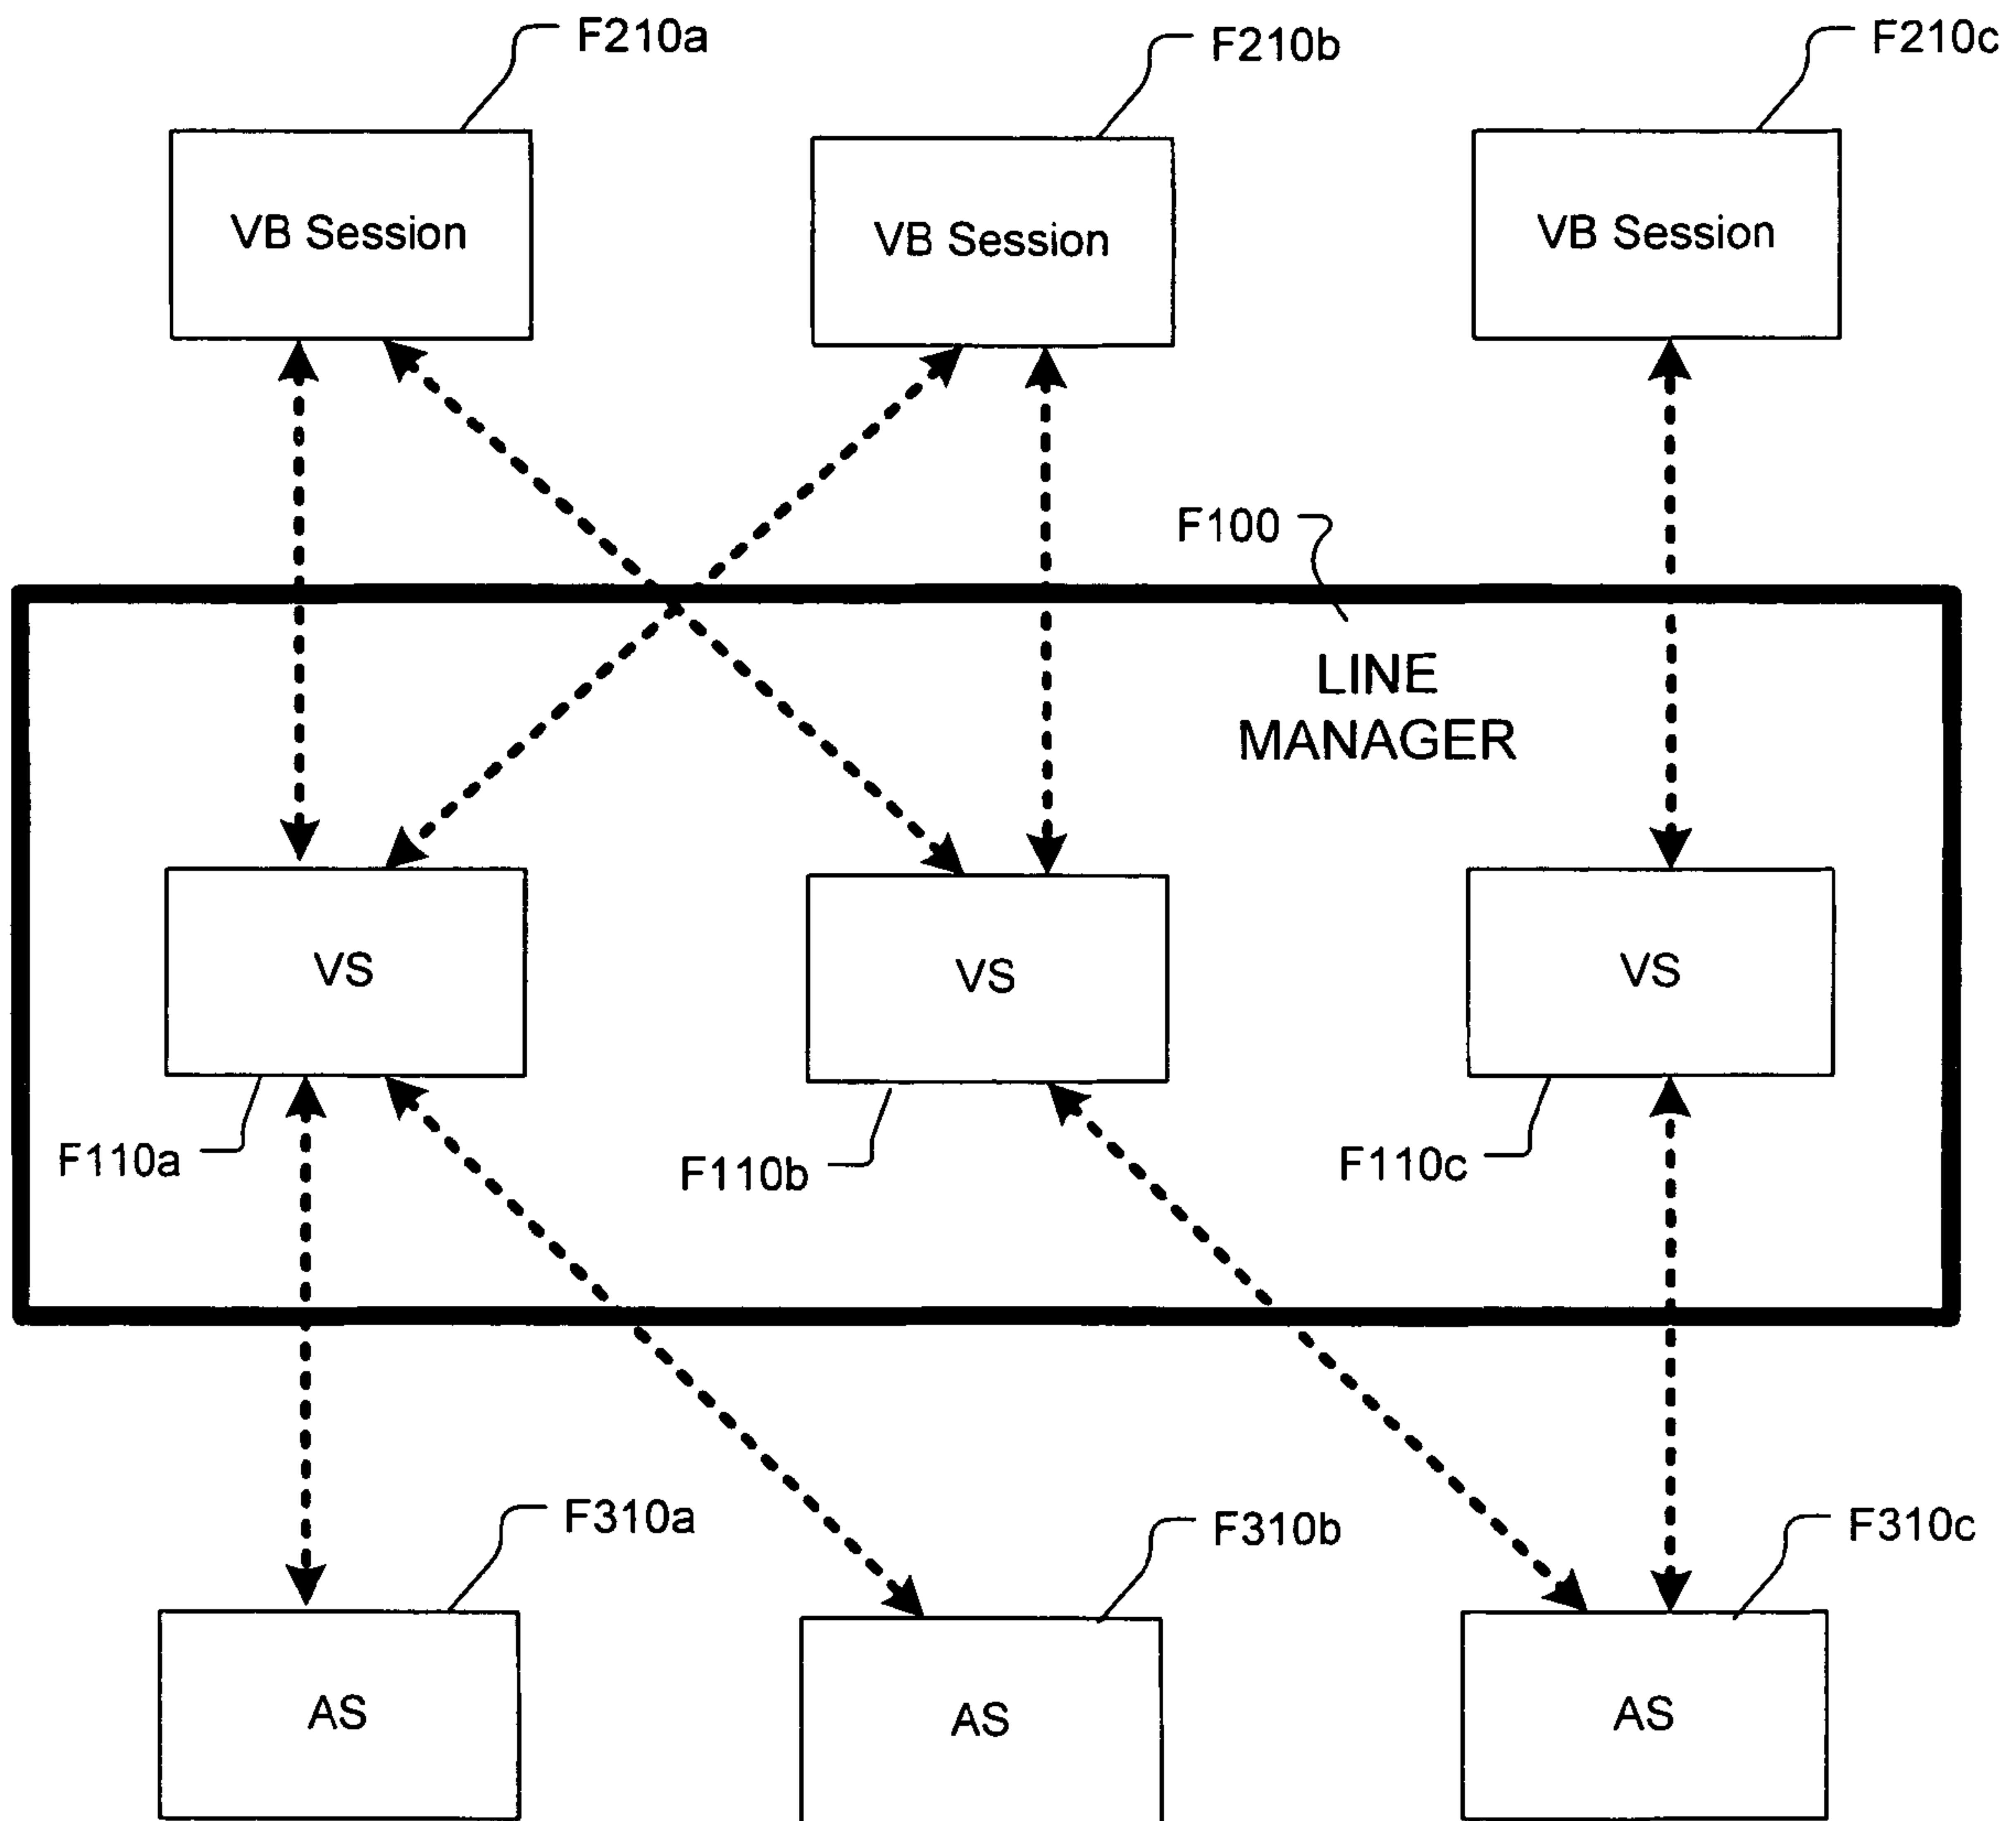 F210a
F210b
F210c
VB Session
VB Session
VB Session
F100
LINE
MANAGER
VS
VS
VS
F110a
F110b
F110c
F310a
F310b
F310c
AS
AS
AS